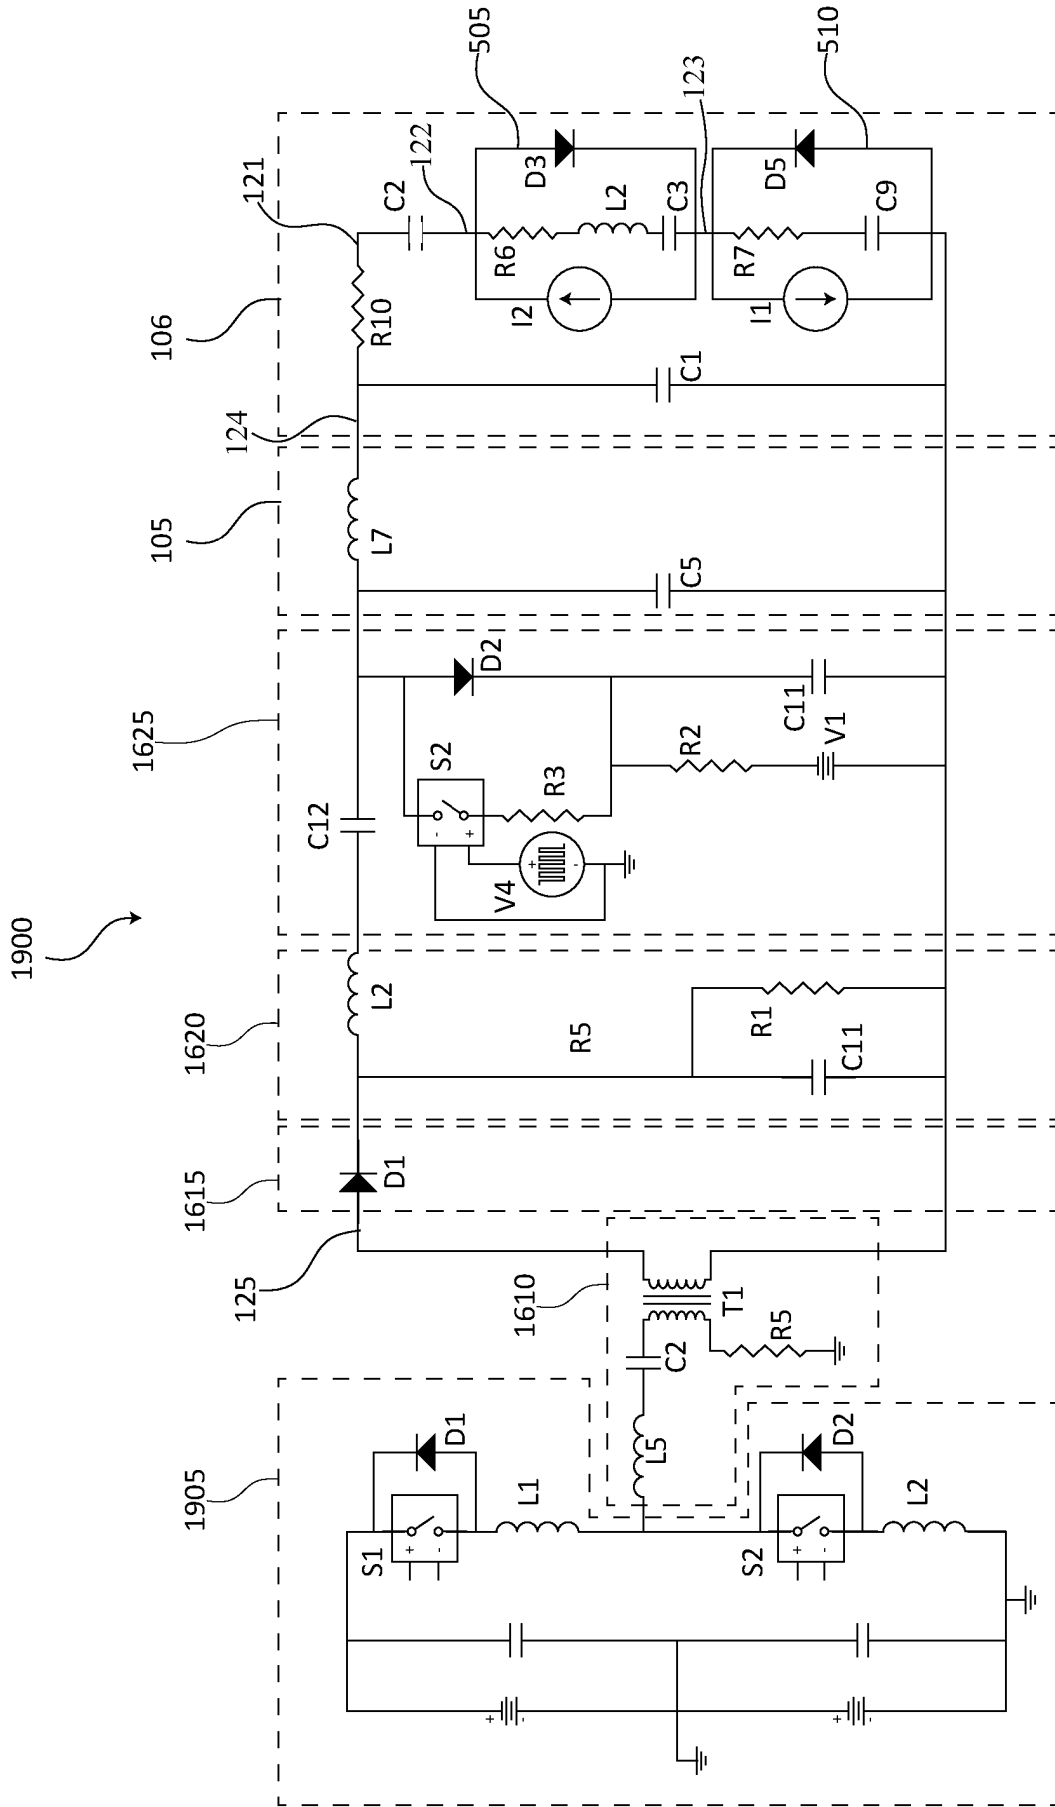 1900
1905
S1
+
-
D1
L1
S2
+
-
D2
L2
+
-
+
-
1610
L5
C2
T1
R5
125
1615
D1
1620
L2
R5
R1
C11
1625
C12
S2
-
+
D2
R3
V4
+
-
R2
C11
V1
105
L7
C5
106
124
R10
C1
121
C2
122
505
D3
R6
L2
C3
I2
123
510
D5
R7
C9
I1